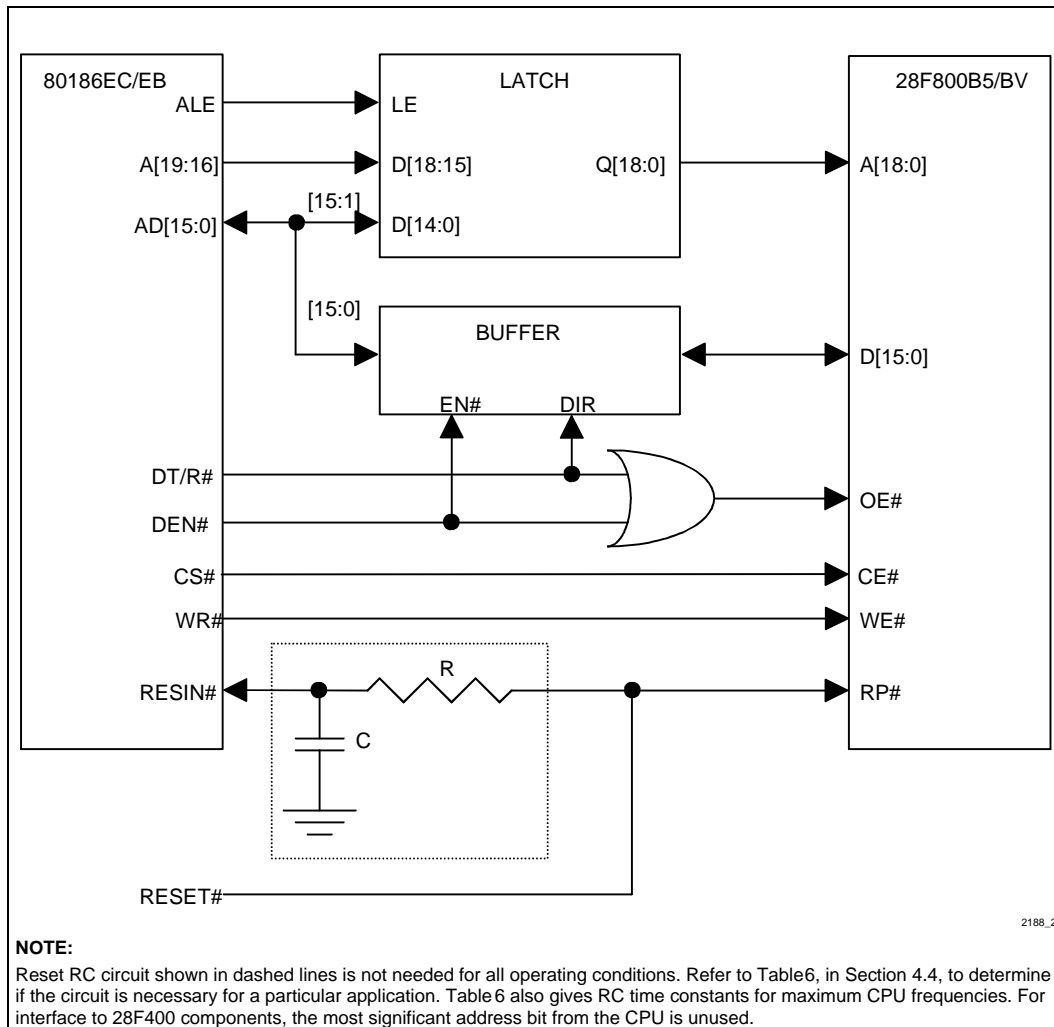 80186EC/EB
LATCH
28F800B5/BV
ALE
LE
A[19:16]
D[18:15]
Q[18:0]
A[18:0]
[15:1]
AD[15:0]
D[14:0]
[15:0]
BUFFER
D[15:0]
EN#
DIR
DT/R#
OE#
DEN#
CS#
CE#
WR#
WE#
R
RESIN#
RP#
C
RESET#
2188_2
NOTE:
Reset RC circuit shown in dashed lines is not needed for all operating conditions. Refer to Table6, in Section 4.4, to determine
if the circuit is necessary for a particular application. Table6 also gives RC time constants for maximum CPU frequencies. For
interface to 28F400 components, the most significant address bit from the CPU is unused.